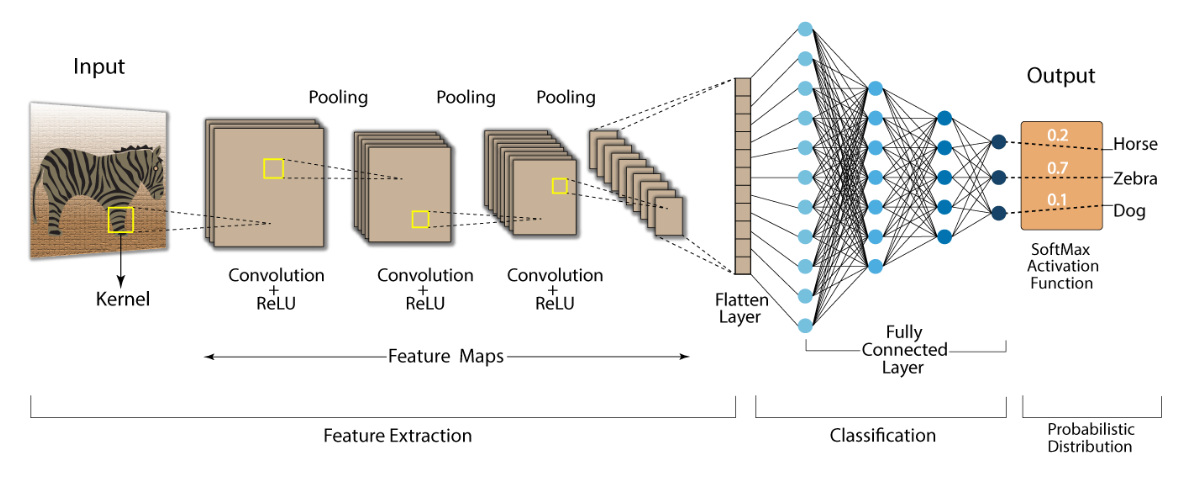 Input
Kernel
Pooling
Pooling
Pooling
Convolution
+
ReLU
Convolution
+
ReLU
Convolution
+
ReLU
Feature Maps
Flatten
Layer
Fully
Connected
Layer
Output
0.2
Horse
0.7
Zebra
0.1
Dog
SoftMax
Activation
Function
Feature Extraction
Classification
Probabilistic
Distribution